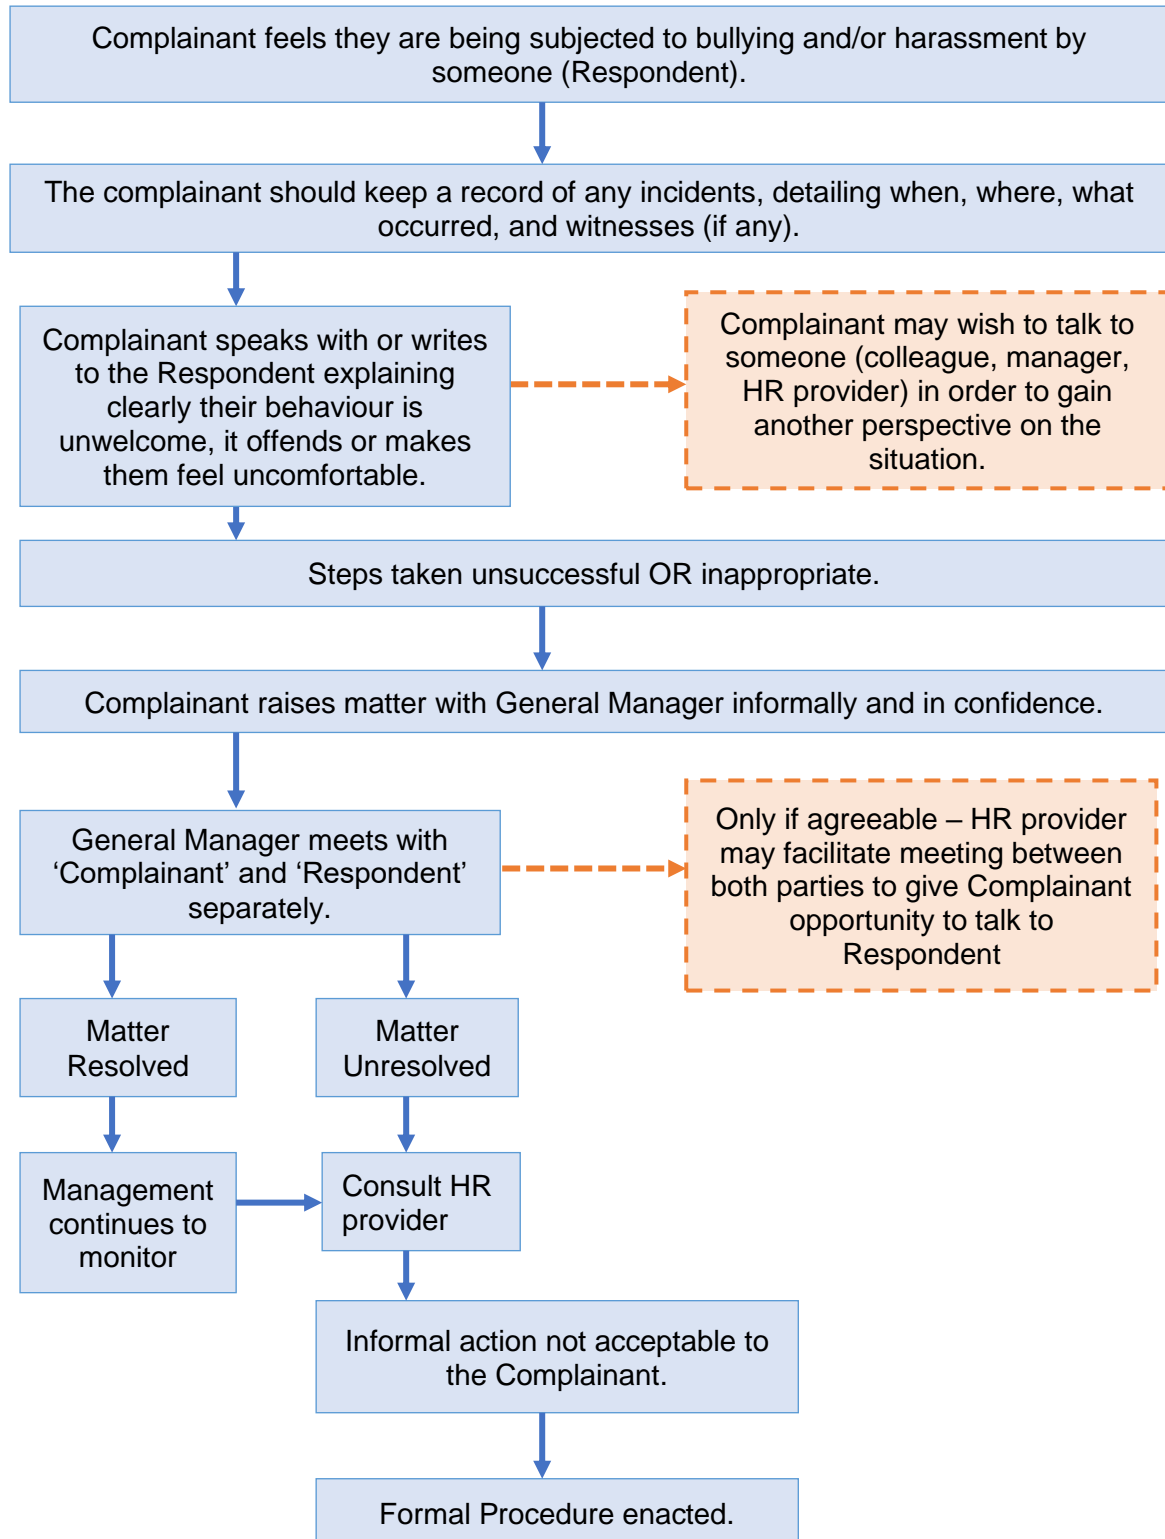 Complainant feels they are being subjected to bullying and/or harassment by
someone (Respondent).
The complainant should keep a record of any incidents, detailing when, where, what
occurred, and witnesses (if any).
Complainant speaks with or writes
to the Respondent explaining
clearly their behaviour is
unwelcome, it offends or makes
them feel uncomfortable.
Complainant may wish to talk to
someone (colleague, manager,
HR provider) in order to gain
another perspective on the
situation.
Steps taken unsuccessful OR inappropriate.
Complainant raises matter with General Manager informally and in confidence.
General Manager meets with
‘Complainant’ and ‘Respondent’
separately.
Only if agreeable – HR provider
may facilitate meeting between
both parties to give Complainant
opportunity to talk to
Respondent
Matter
Resolved
Matter
Unresolved
Management
continues to
monitor
Consult HR
provider
Informal action not acceptable to
the Complainant.
Formal Procedure enacted.